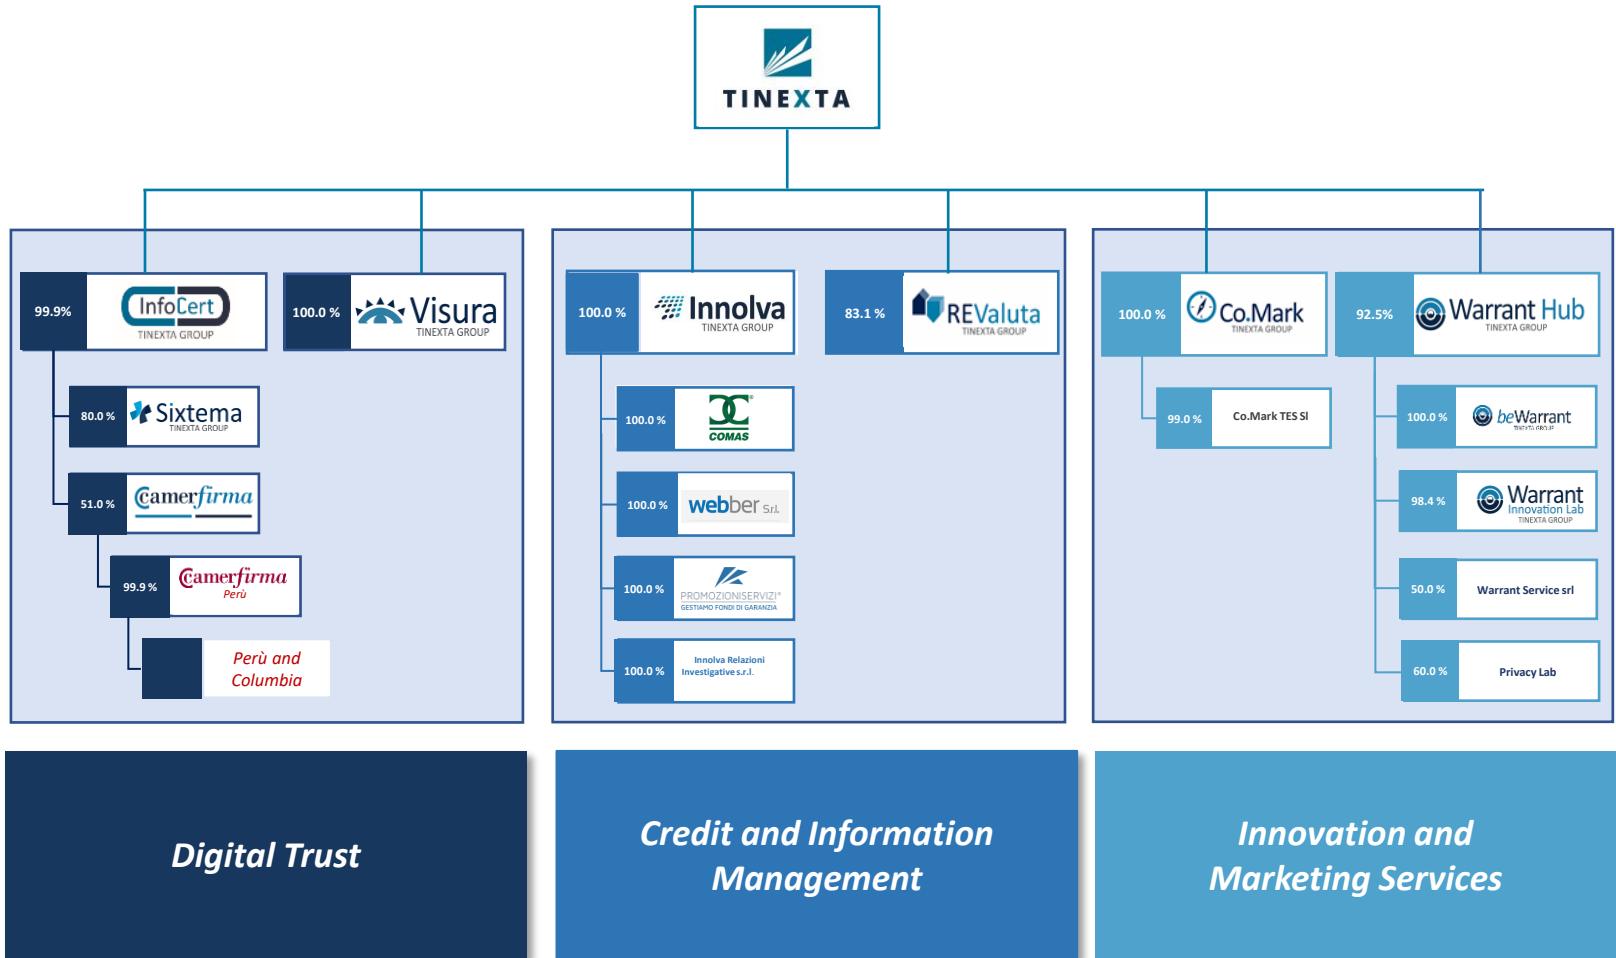 TINEXTA
99.9%
InfoCert
TINEXTA GROUP
100.0 %
Visura
TINEXTA GROUP
80.0 %
Sixtema
TINEXTA GROUP
51.0 %
Camerfirma
99.9 %
Camerfirma
Perù
Perù and
Columbia
100.0 %
Innolva
TINEXTA GROUP
83.1 %
REValuta
TINEXTA GROUP
100.0 %
COMAS
®
100.0 %
webber S.r.l.
100.0 %
PROMOZIONISERVIZI®
GESTIAMO FONDI DI GARANZIA
100.0 %
Innolva Relazioni
Investigative s.r.l.
100.0 %
Co.Mark
TINEXTA GROUP
92.5%
Warrant Hub
TINEXTA GROUP
99.0 %
Co.Mark TES Sl
100.0 %
beWarrant
TINEXTA GROUP
98.4 %
Warrant
Innovation Lab
TINEXTA GROUP
50.0 %
Warrant Service srl
60.0 %
Privacy Lab
Digital Trust
Credit and Information
Management
Innovation and
Marketing Services